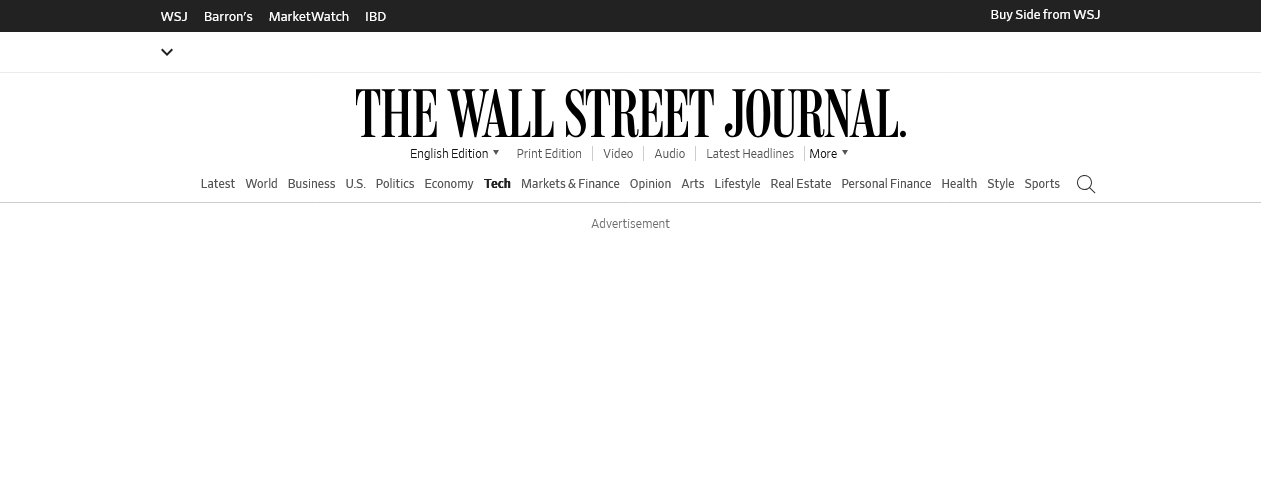 WSJ Barron's MarketWatch IBD Buy Side from WSJ
THE WALL STREET JOURNAL.
English Edition Print Edition Video Audio Latest Headlines More
Latest World Business U.S. Politics Economy Tech Markets & Finance Opinion Arts Lifestyle Real Estate Personal Finance Health Style Sports
Advertisement